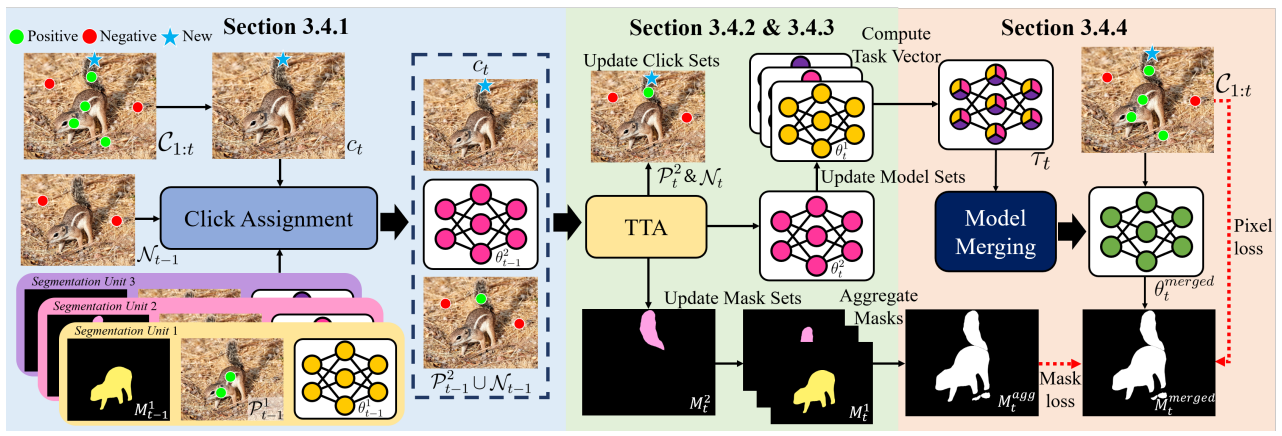 Section 3.4.1
Positive
Negative
New
$\mathcal{C}_{1:t}$
$c_t$
$\mathcal{N}_{t-1}$
Click Assignment
Segmentation Unit 3
Segmentation Unit 2
Segmentation Unit 1
$M_{t-1}^1$
$\mathcal{P}_{t-1}^1$
$\theta_{t-1}^1$
$c_t$
$\theta_{t-1}^2$
$\mathcal{P}_{t-1}^2 \cup \mathcal{N}_{t-1}$
Section 3.4.2 & 3.4.3
Update Click Sets
$\mathcal{P}_t^2 \& \mathcal{N}_t$
TTA
Update Mask Sets
$M_t^2$
$M_t^1$
$\theta_t^1$
Update Model Sets
$\theta_t^2$
Compute
Task Vector
Aggregate
Masks
Section 3.4.4
$\tau_t$
$\mathcal{C}_{1:t}$
Model
Merging
$\theta_t^{merged}$
Pixel
loss
$M_t^{agg}$
Mask
loss
$M_t^{merged}$